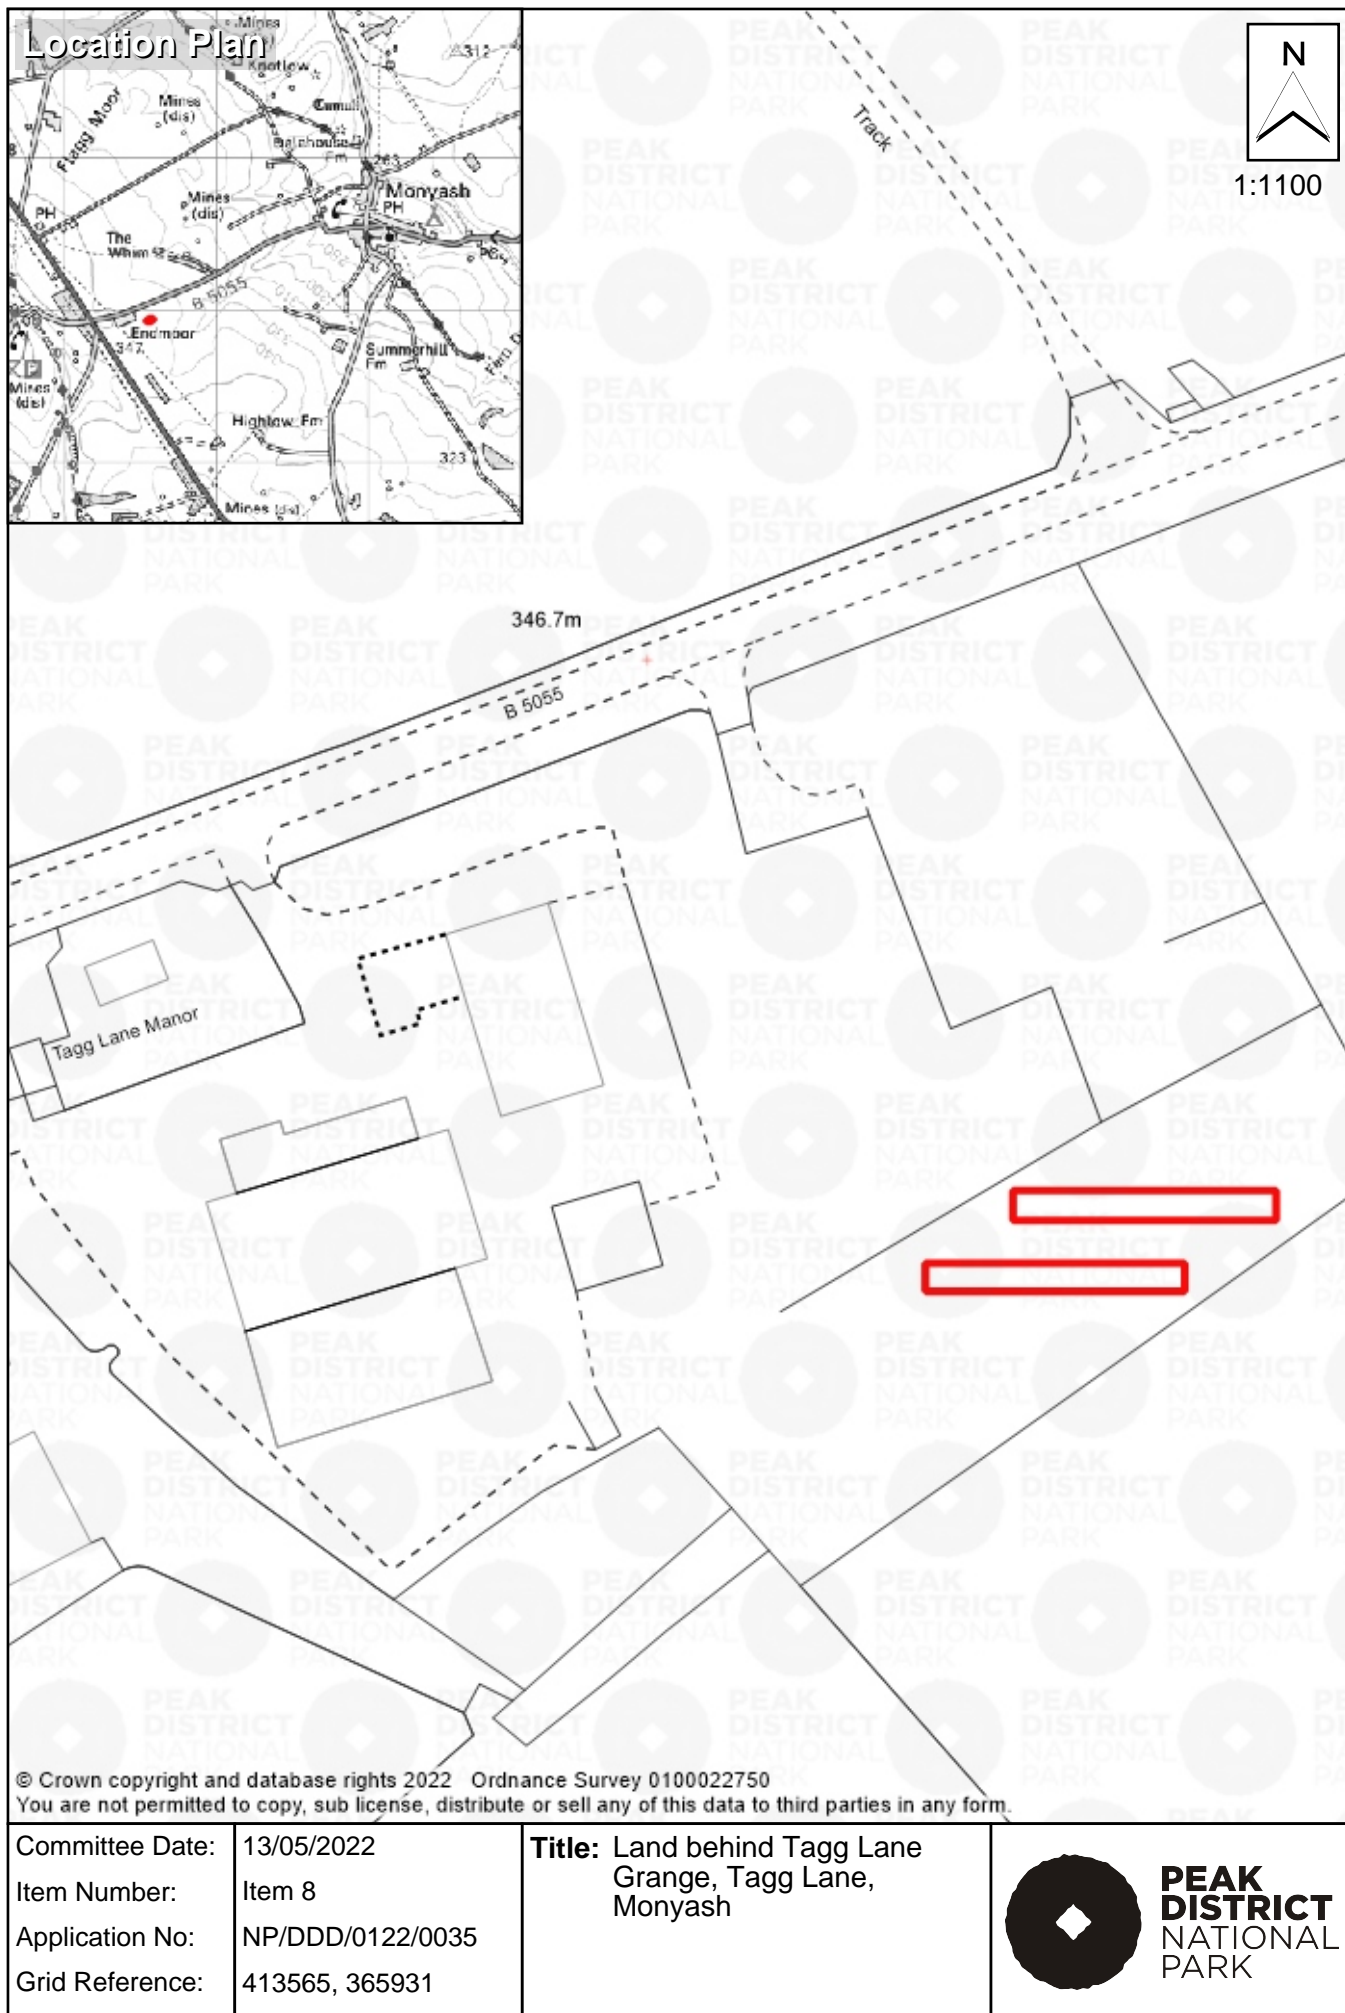 Location Plan
Mines
Knotlow
312
Flagg Moor
Mines
(dis)
Tumuli
Fm
263
Monyash
PH
Mines
(dis)
PH
The
Whim
B 5055
Endmoor
347
Summerhill
Fm
Mines
(dis)
Highlow Fm
323
Mines (dis)
N
1:1100
Track
346.7m
B 5055
Tagg Lane Manor
© Crown copyright and database rights 2022 Ordnance Survey 0100022750
You are not permitted to copy, sub license, distribute or sell any of this data to third parties in any form.
Committee Date: 13/05/2022
Item Number: Item 8
Application No: NP/DDD/0122/0035
Grid Reference: 413565, 365931
Title: Land behind Tagg Lane
Grange, Tagg Lane,
Monyash
PEAK
DISTRICT
NATIONAL
PARK